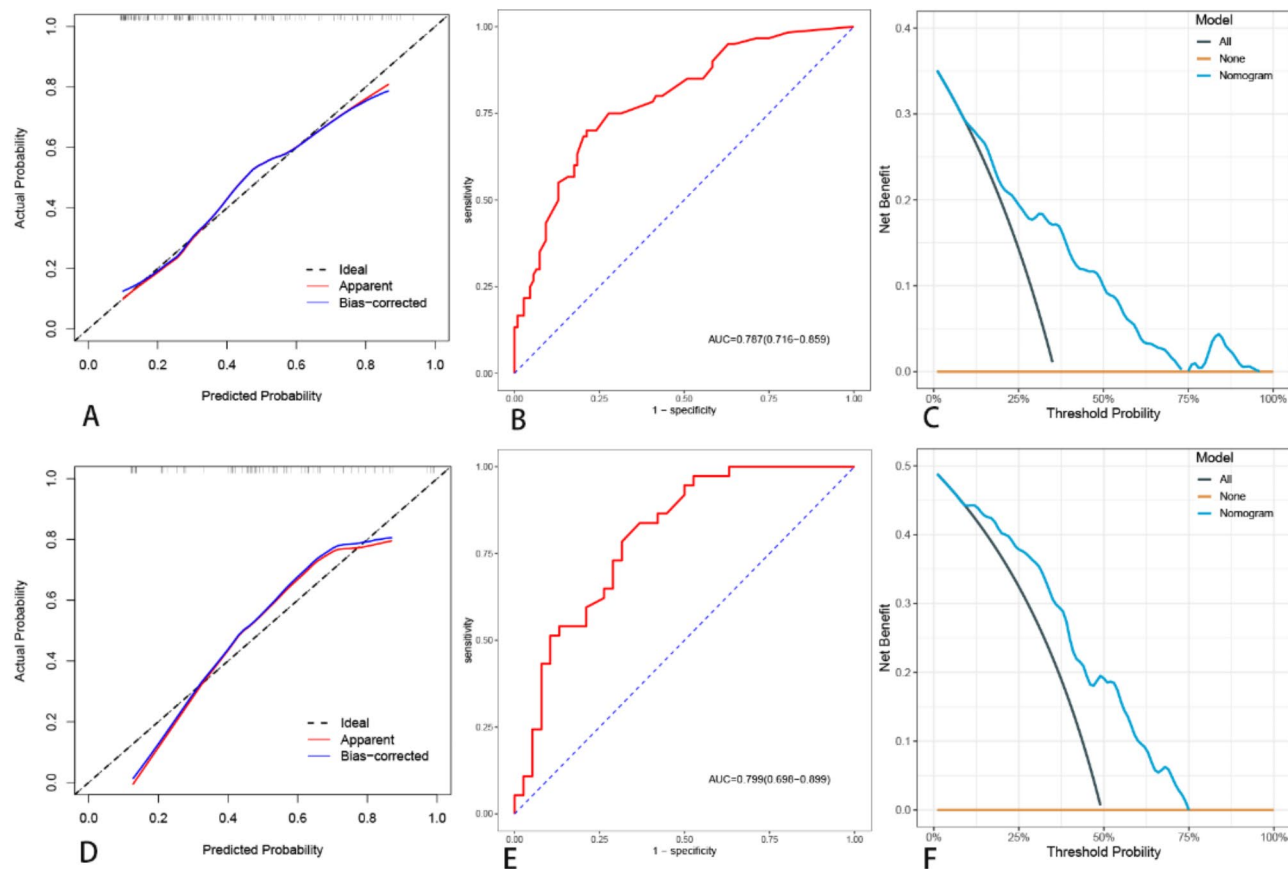 1.0
0.8
0.6
0.4
0.2
0.0
Actual Probability
Ideal
Apparent
Bias-corrected
0.0 0.2 0.4 0.6 0.8 1.0
Predicted Probability
A
1.00
0.75
0.50
0.25
0.00
sensitivity
AUC=0.787(0.716-0.859)
0.00 0.25 0.50 0.75 1.00
1 - specificity
B
0.4
0.3
0.2
0.1
0.0
Net Benefit
Model
All
None
Nomogram
0% 25% 50% 75% 100%
Threshold Probility
C
1.0
0.8
0.6
0.4
0.2
0.0
Actual Probability
Ideal
Apparent
Bias-corrected
0.0 0.2 0.4 0.6 0.8 1.0
Predicted Probability
D
1.00
0.75
0.50
0.25
0.00
sensitivity
AUC=0.799(0.698-0.899)
0.00 0.25 0.50 0.75 1.00
1 - specificity
E
0.5
0.4
0.3
0.2
0.1
0.0
Net Benefit
Model
All
None
Nomogram
0% 25% 50% 75% 100%
Threshold Probility
F